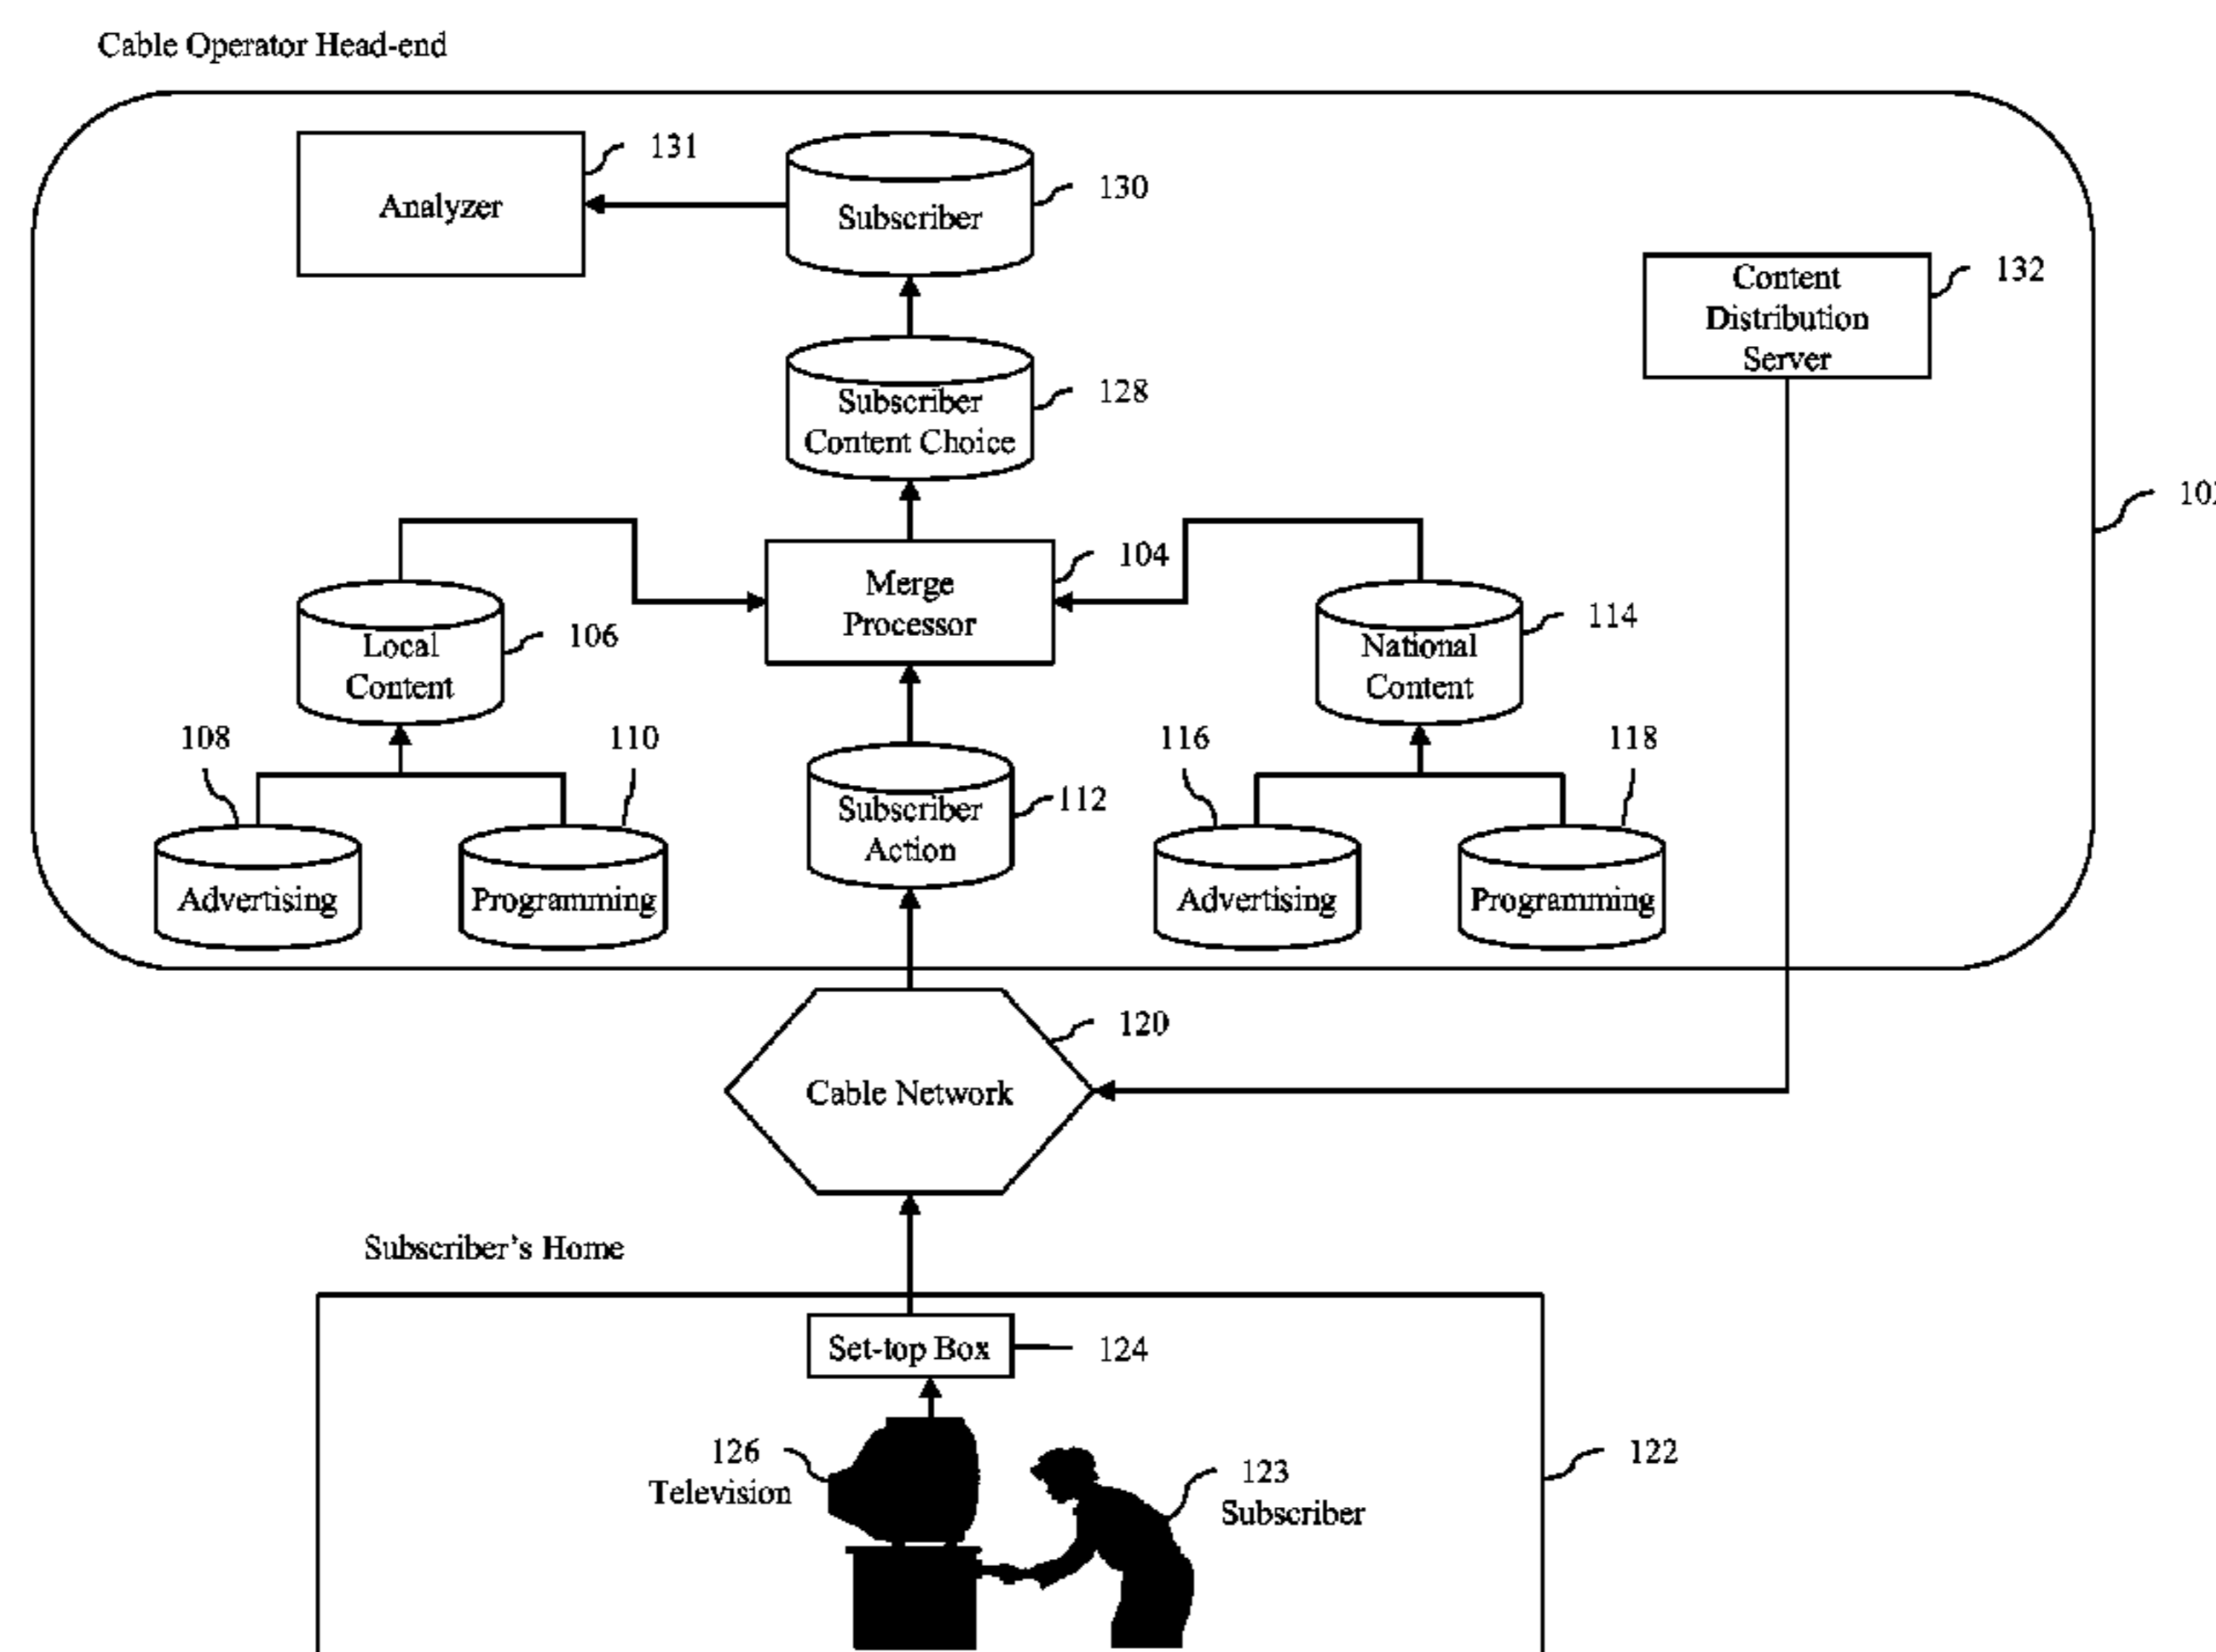 Cable Operator Head-end
131
130
Analyzer
Subscriber
132
Content
Distribution
Server
128
Subscriber
Content Choice
104
Merge
Processor
106
Local
Content
114
National
Content
108
110
112
Subscriber
Action
116
118
Advertising
Programming
Advertising
Programming
120
Cable Network
Subscriber's Home
Set-top Box
124
126
Television
123
Subscriber
122